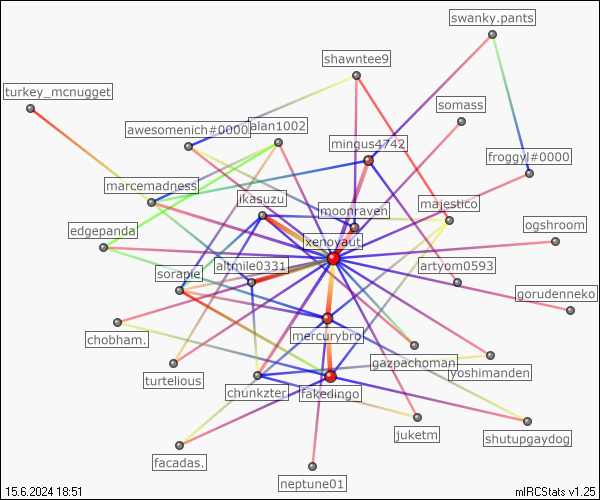 swanky.pants
shawntee9
turkey_mcnugget
somass
awesomenich#0000
alan1002
mingus4742
froggyl#0000
marcemadness
ikasuzu
moonraven
majestico
edgepanda
xenoyaut
ogshroom
sorapie
altmile0331
artyom0593
gorudenneko
chobham.
mercurybro
gazpachoman
yoshimanden
turtelious
chunkzter
fakedingo
juketm
shutupgaydog
facadas.
neptune01
15.6.2024 18:51
mIRCStats v1.25